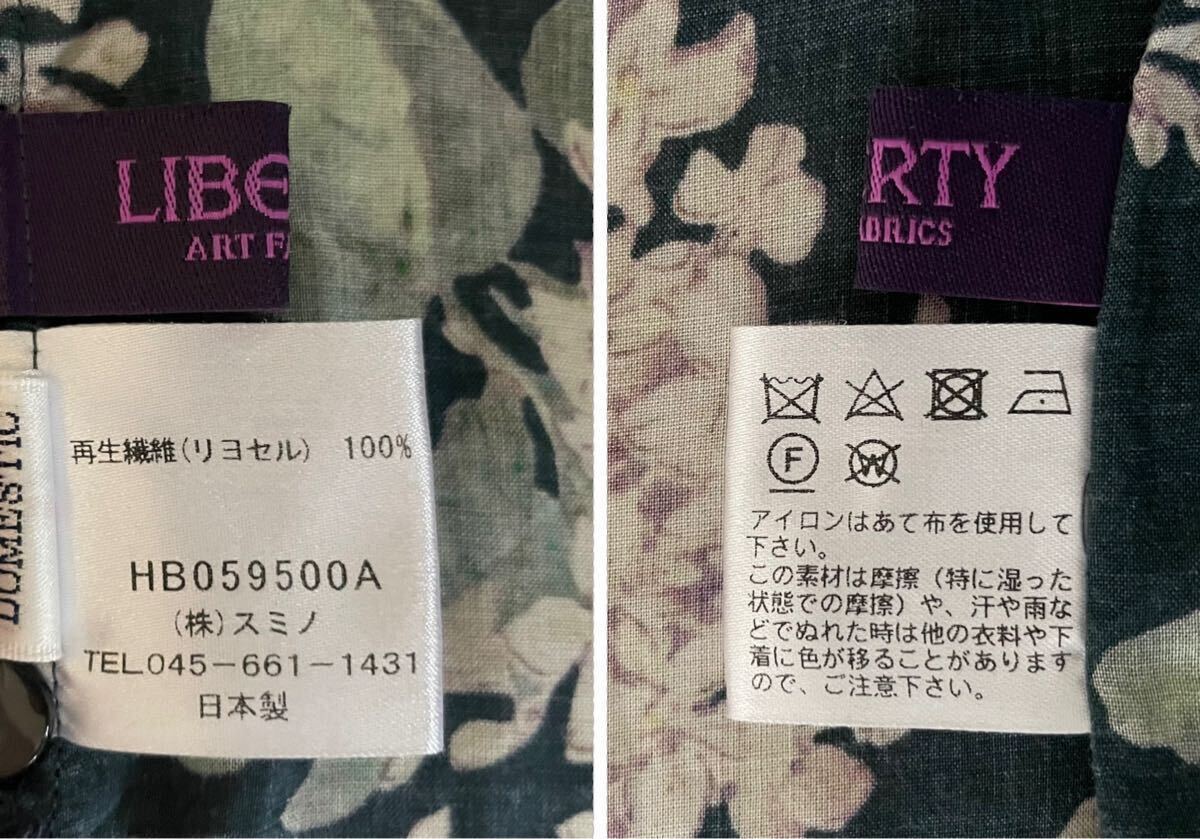 LIBE
ART FA
DOMESTIC
再生繊維(リヨセル) 100%
HB059500A
(株)スミノ
TEL.045-661-1431
日本製
ERTY
ABRICS
F
W
アイロンはあて布を使用して
下さい。
この素材は摩擦(特に湿った
状態での摩擦)や、汗や雨な
どでぬれた時は他の衣料や下
着に色が移ることがあります
ので、ご注意下さい。